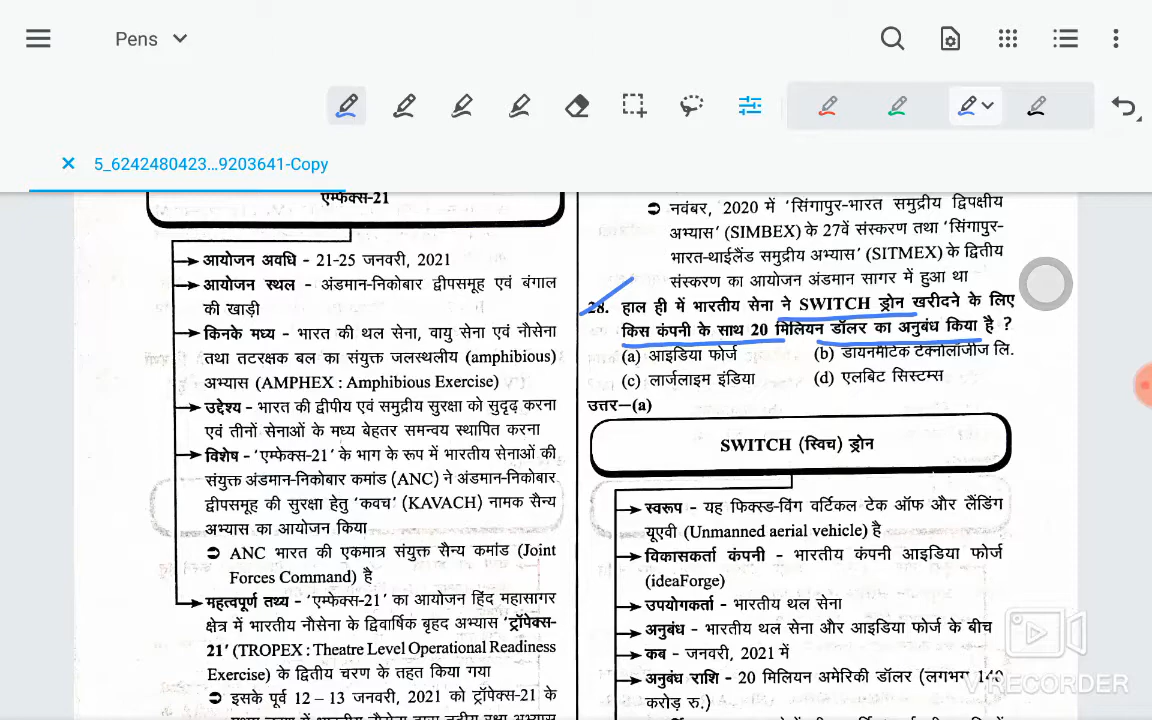 Pens
5_6242480423...9203641-Copy
एम्फेक्स-21
आयोजन अवधि - 21-25 जनवरी, 2021
आयोजन स्थल - अंडमान-निकोबार द्वीपसमूह एवं बंगाल
की खाड़ी
किनके मध्य - भारत की थल सेना, वायु सेना एवं नौसेना
तथा तटरक्षक बल का संयुक्त जलस्थलीय (amphibious)
अभ्यास (AMPHEX : Amphibious Exercise)
उद्देश्य - भारत की द्वीपीय एवं समुद्रीय सुरक्षा को सुदृढ़ करना
एवं तीनों सेनाओं के मध्य बेहतर समन्वय स्थापित करना
विशेष - 'एम्फेक्स-21' के भाग के रूप में भारतीय सेनाओं की
संयुक्त अंडमान-निकोबार कमांड (ANC) ने अंडमान-निकोबार
द्वीपसमूह की सुरक्षा हेतु 'कवच' (KAVACH) नामक सैन्य
अभ्यास का आयोजन किया
ANC भारत की एकमात्र संयुक्त सैन्य कमांड (Joint
Forces Command) है
महत्वपूर्ण तथ्य - 'एम्फेक्स-21' का आयोजन हिंद महासागर
क्षेत्र में भारतीय नौसेना के द्विवार्षिक बृहद अभ्यास 'ट्रॉपेक्स-
21' (TROPEX : Theatre Level Operational Readiness
Exercise) के द्वितीय चरण के तहत किया गया
इसके पूर्व 12-13 जनवरी, 2021 को ट्रॉपेक्स-21 के
नवंबर, 2020 में 'सिंगापुर-भारत समुद्रीय द्विपक्षीय
अभ्यास' (SIMBEX) के 27वें संस्करण तथा 'सिंगापुर-
भारत-थाईलैंड समुद्रीय अभ्यास' (SITMEX) के द्वितीय
संस्करण का आयोजन अंडमान सागर में हुआ था
28. हाल ही में भारतीय सेना ने SWITCH ड्रोन खरीदने के लिए
किस कंपनी के साथ 20 मिलियन डॉलर का अनुबंध किया है ?
(a) आइडिया फोर्ज (b) डायनमैटिक टेक्नोलॉजीज लि.
(c) लार्जलाइम इंडिया (d) एलबिट सिस्टम्स
उत्तर—(a)
SWITCH (स्विच) ड्रोन
स्वरूप - यह फिक्स्ड-विंग वर्टिकल टेक ऑफ और लैंडिंग
यूएवी (Unmanned aerial vehicle) है
विकासकर्ता कंपनी - भारतीय कंपनी आइडिया फोर्ज
(ideaForge)
उपयोगकर्ता - भारतीय थल सेना
अनुबंध - भारतीय थल सेना और आइडिया फोर्ज के बीच
कब - जनवरी, 2021 में
अनुबंध राशि - 20 मिलियन अमेरिकी डॉलर (लगभग 140
करोड़ रु.)
V RECORDER